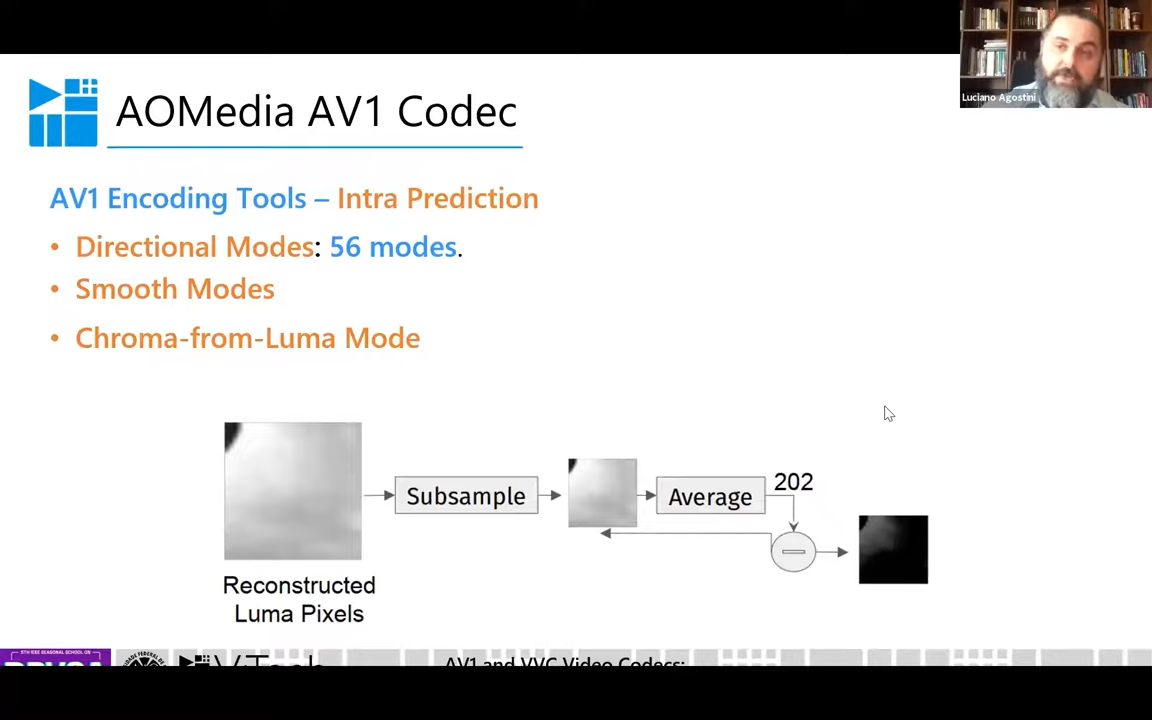 Luciano Agostini
AOMedia AV1 Codec
AV1 Encoding Tools – Intra Prediction
• Directional Modes: 56 modes.
• Smooth Modes
• Chroma-from-Luma Mode
Subsample
Average
202
Reconstructed
Luma Pixels
AV1 and VVC Video Codecs: